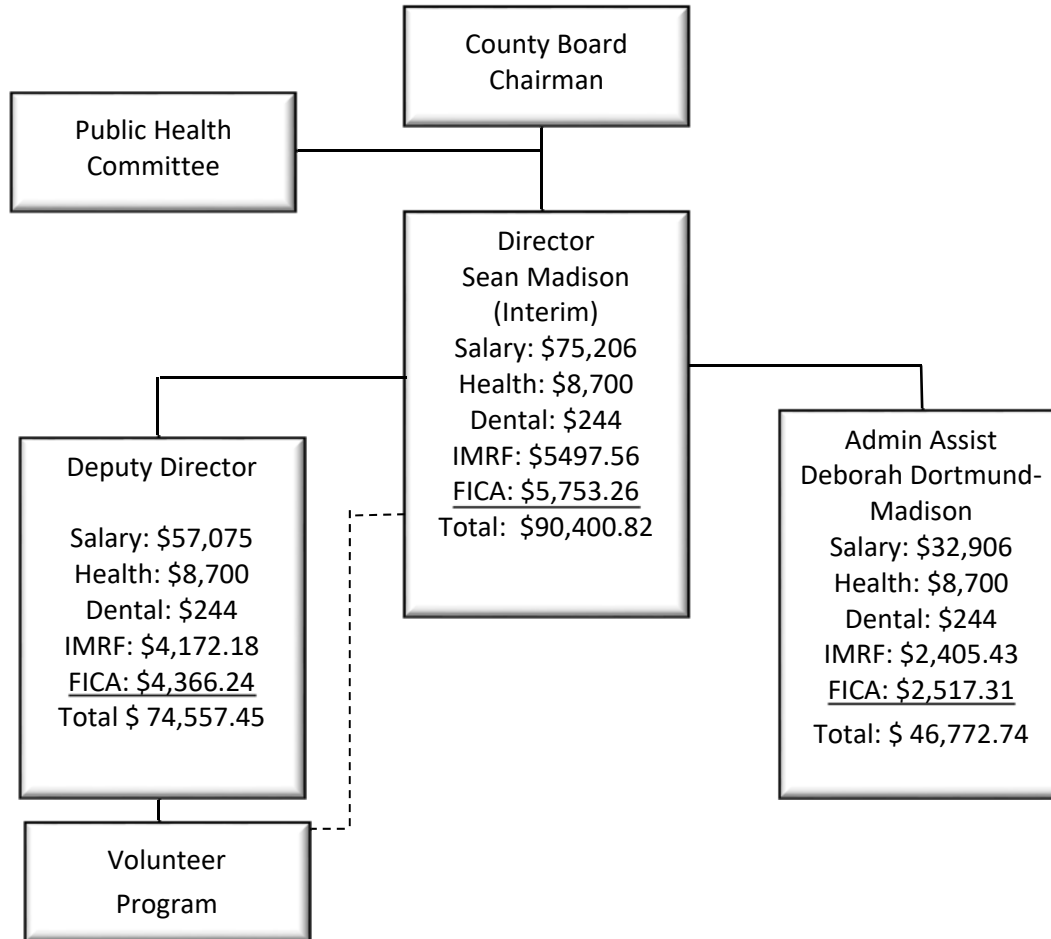 County Board
Chairman
Public Health
Committee
Director
Sean Madison
(Interim)
Salary: $75,206
Health: $8,700
Dental: $244
IMRF: $5497.56
FICA: $5,753.26
Total: $90,400.82
Deputy Director
Salary: $57,075
Health: $8,700
Dental: $244
IMRF: $4,172.18
FICA: $4,366.24
Total $ 74,557.45
Admin Assist
Deborah Dortmund-
Madison
Salary: $32,906
Health: $8,700
Dental: $244
IMRF: $2,405.43
FICA: $2,517.31
Total: $ 46,772.74
Volunteer
Program